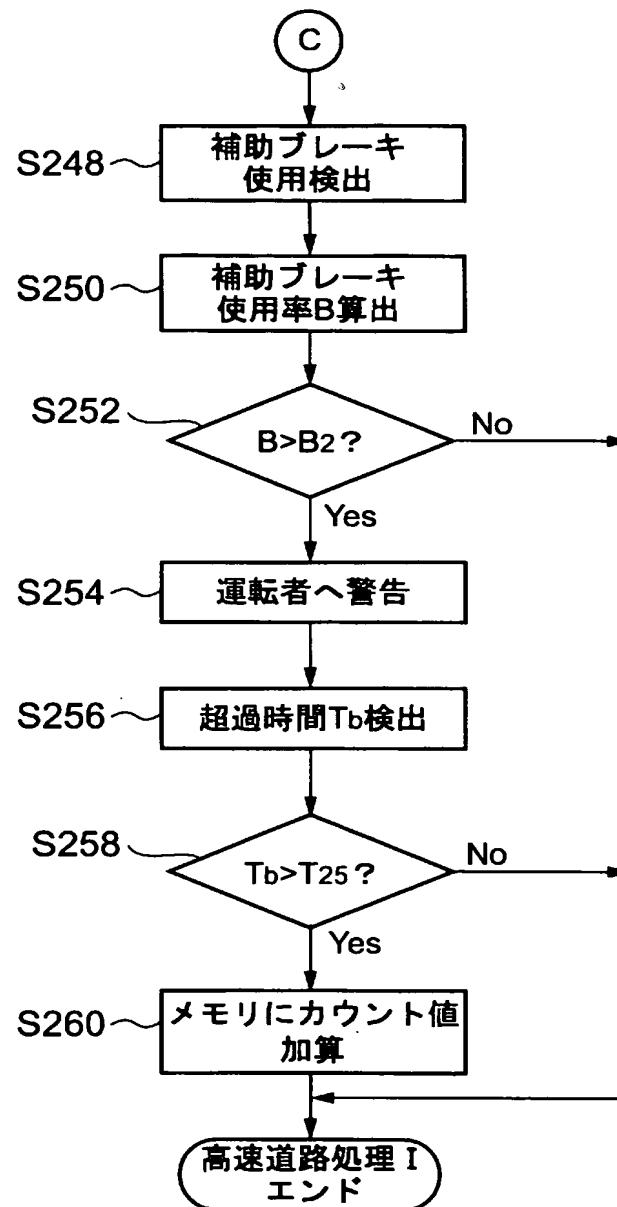 C
S248
補助ブレーキ
使用検出
S250
補助ブレーキ
使用率B算出
S252
B>B2?
No
Yes
S254
運転者へ警告
S256
超過時間Tb検出
S258
Tb>T25?
No
Yes
S260
メモリにカウント値
加算
高速道路処理 I
エンド